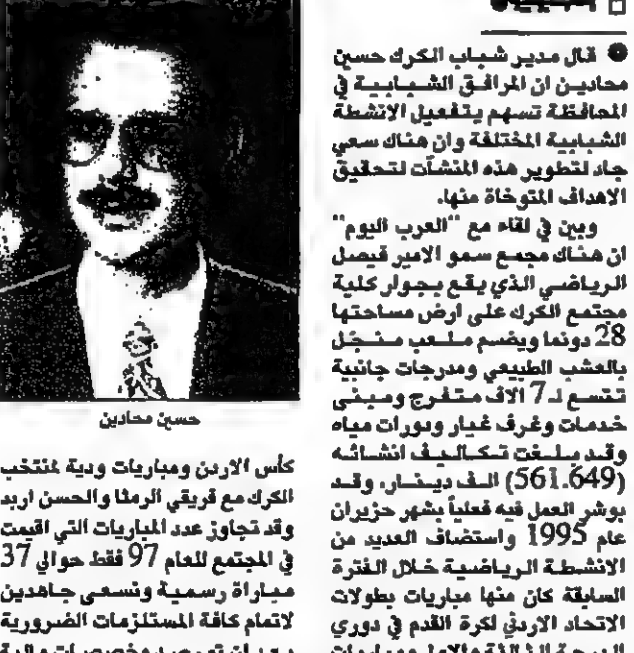 ● قال مدير شباب الكرك حسين
محادين ان المرافق الشبابية في
المحافظة تسهم بتفعيل الانشطة
الشبابية المختلفة وان هناك سعي
جاد لتطوير هذه المنشآت لتحقيق
الاهداف المتوخاة منها.
وبين في لقاء مع "العرب اليوم"
ان هناك مجمع سمو الامير فيصل
الرياضي الذي يقع بجوار كلية
مجتمع الكرك على ارض مساحتها
28 دونما ويضم ملعب منجل
بالعشب الطبيعي ومدرجات جانبية
تتسع لـ 7 الاف متفرج ومبنى
خدمات وغرف غيار ودورات مياه
وقد بلغت تكاليف انشائه
(561.649) الف دينار، وقد
بوشر العمل فيه فعلياً بشهر حزيران
عام 1995 واستضاف العديد من
الانشطة الرياضية خلال الفترة
السابقة كان منها مباريات بطولات
الاتحاد الاردني لكرة القدم في دوري
الدرجة الثالثة
حسين محادين
كأس الاردن ومباريات ودية لمنتخب
الكرك مع فريقي الرمثا والحسن اربد
وقد تجاوز عدد المباريات التي اقيمت
في المجتمع للعام 97 فقط حوالي 37
مباراة رسمية ونسعى جاهدين
لاتمام كافة المستلزمات الضرورية